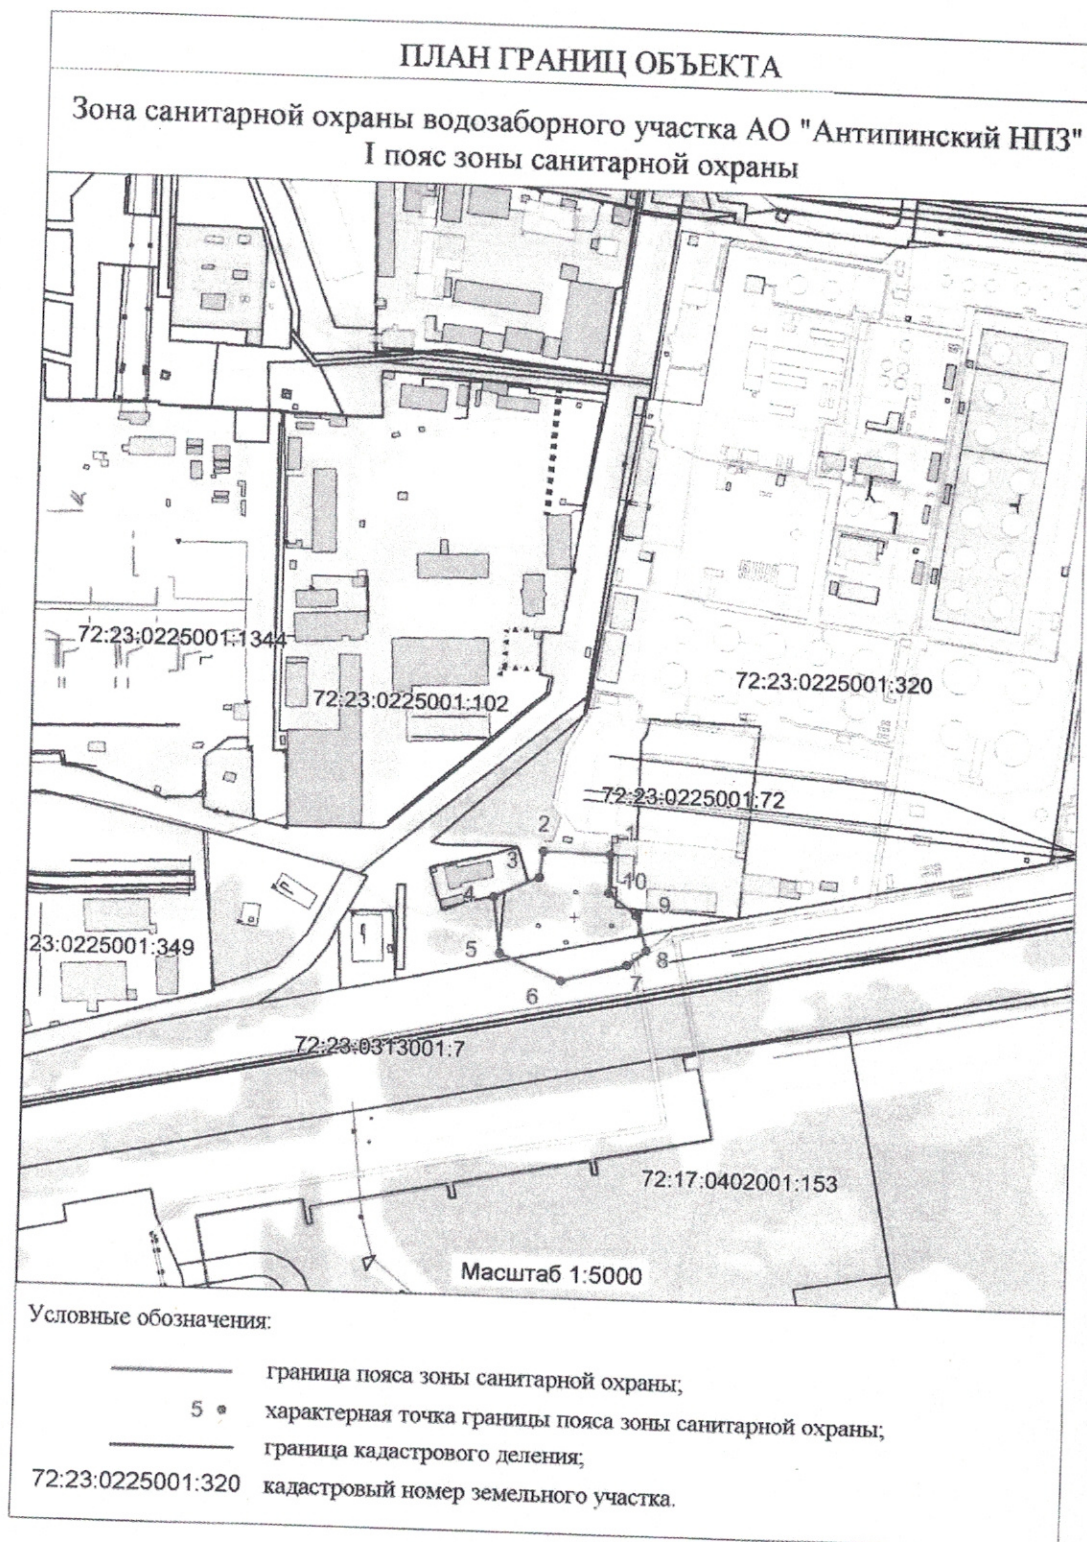 ПЛАН ГРАНИЦ ОБЪЕКТА
Зона санитарной охраны водозаборного участка АО "Антипинский НПЗ"
I пояс зоны санитарной охраны
72:23:0225001:1344
72:23:0225001:102
72:23:0225001:320
72:23:0225001:72
2
1
3
10
4
9
23:0225001:349
5
8
7
6
72:23:0313001:7
72:17:0402001:153
Масштаб 1:5000
Условные обозначения:
граница пояса зоны санитарной охраны;
5 характерная точка границы пояса зоны санитарной охраны;
граница кадастрового деления;
72:23:0225001:320 кадастровый номер земельного участка.